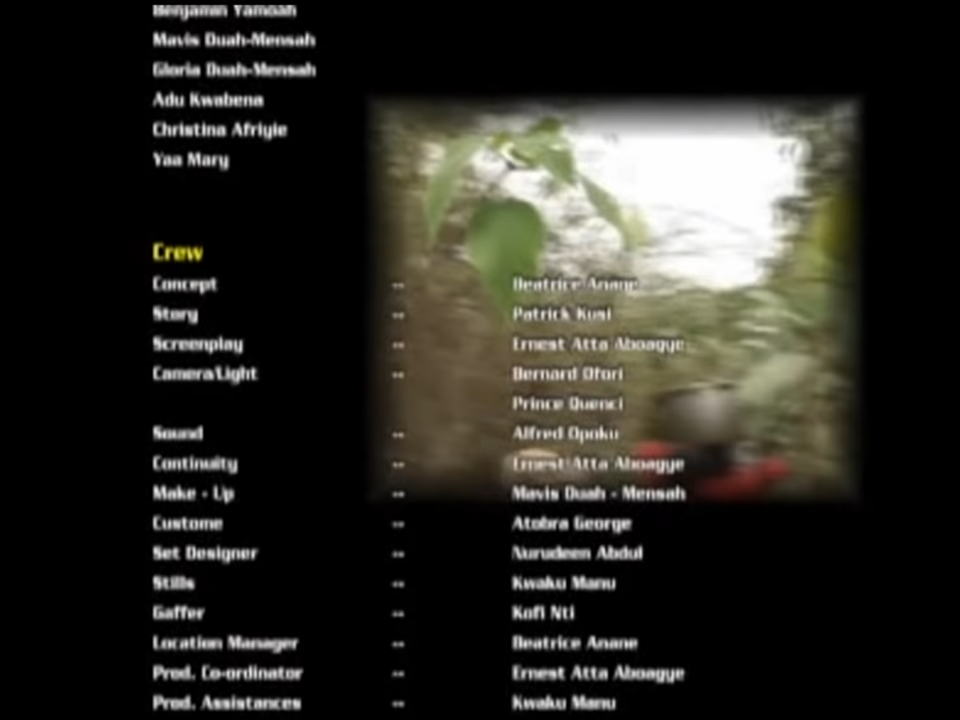 Benjamin Yamoah
Mavis Duah-Mensah
Gloria Duah-Mensah
Adu Kwabena
Christina Afriyie
Yaa Mary
Crew
Concept -- Beatrice Anane
Story -- Patrick Kusi
Screenplay -- Ernest Atta Aboagye
Camera/Light -- Bernard Ofori
Prince Quenci
Sound -- Alfred Opoku
Continuity -- Ernest Atta Aboagye
Make - Up -- Mavis Duah - Mensah
Custome -- Atobra George
Set Designer -- Nurudeen Abdul
Stills -- Kwaku Manu
Gaffer -- Kofi Nti
Location Manager -- Beatrice Anane
Prod. Co-ordinator -- Ernest Atta Aboagye
Prod. Assistances -- Kwaku Manu